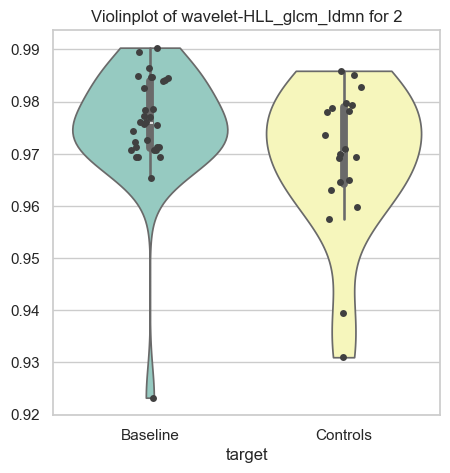 Violinplot of wavelet-HLL_glcm_Idmn for 2
0.99
0.98
0.97
0.96
0.95
0.94
0.93
0.92
Baseline
Controls
target